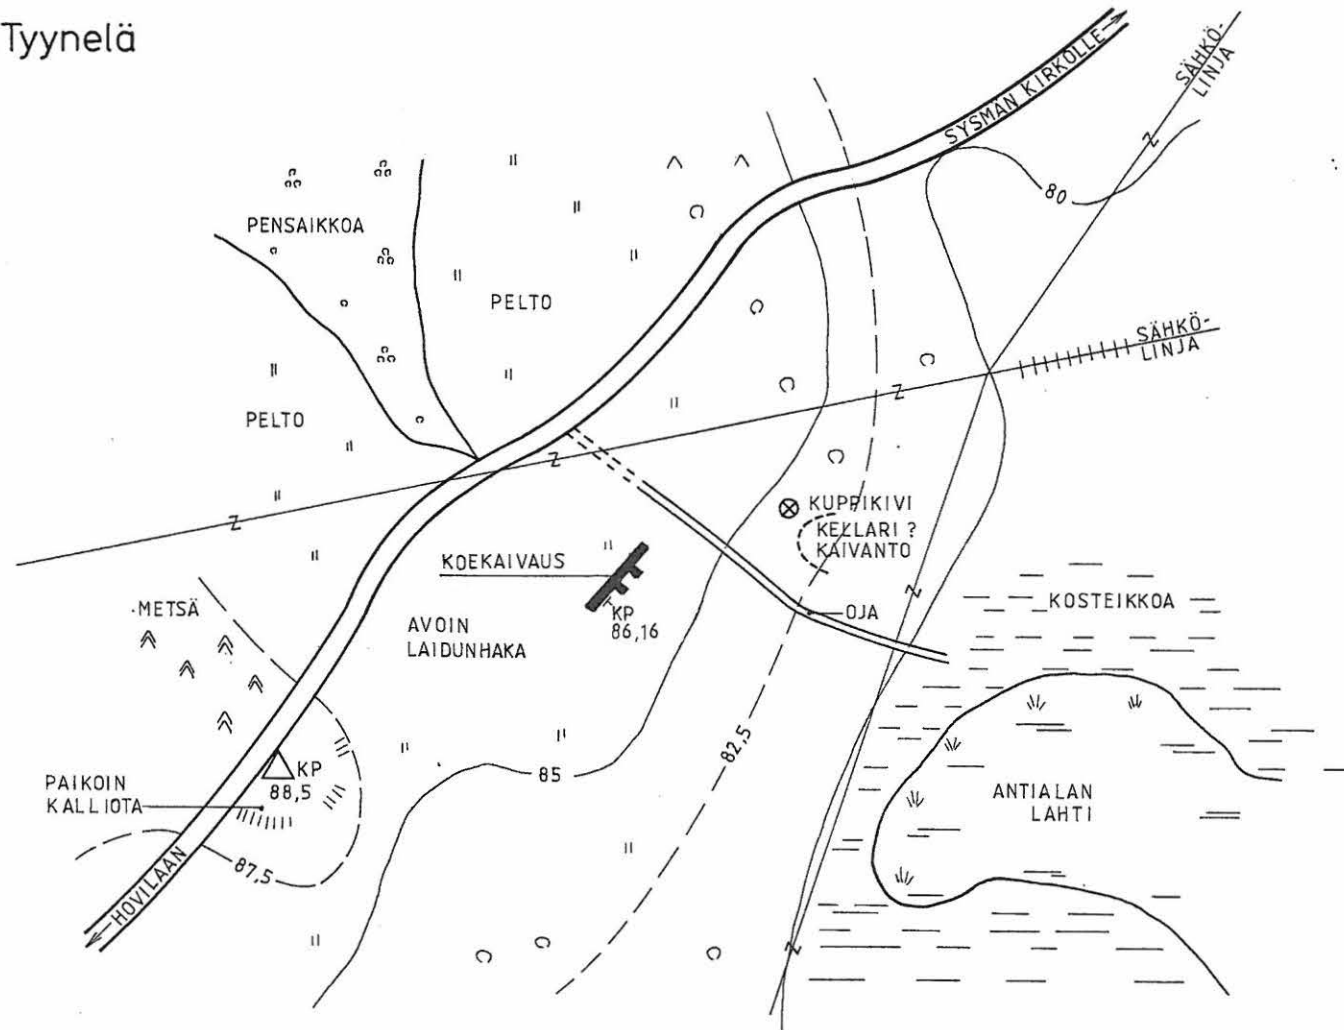 Tyynelä
SYSMÄN KIRKOLLE
SÄHKÖ-
LINJA
80
PENSAIKKOA
PELTO
SÄHKÖ-
LINJA
PELTO
KUPPIKIVI
KELLARI ?
KAIVANTO
KOEKAIVAUS
KP
86,16
OJA
KOSTEIKKOA
METSÄ
AVOIN
LAIDUNHAKA
82,5
KP
88,5
85
PAIKOIN
KALLIOTA
ANTIALAN
LAHTI
87,5
HOVILAAN